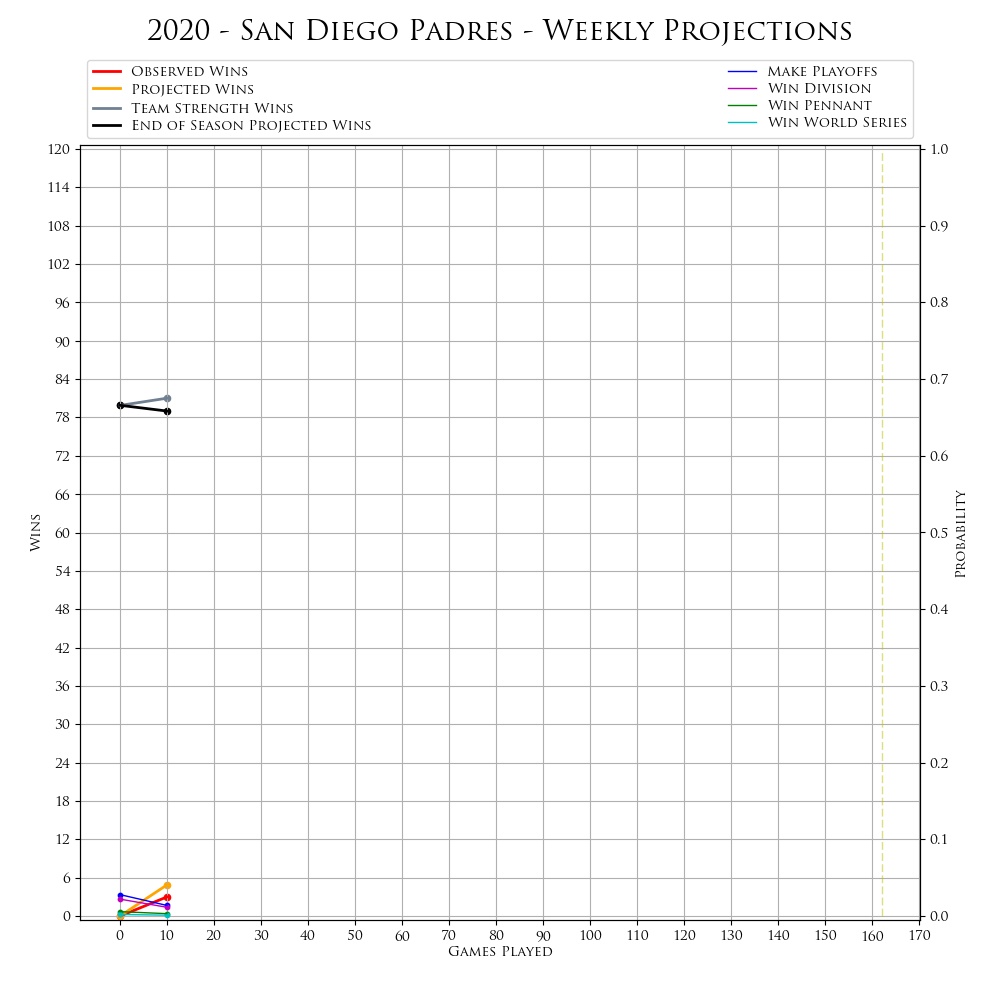 2020 - San Diego Padres - Weekly Projections
Observed Wins
Projected Wins
Team Strength Wins
End of Season Projected Wins
Make Playoffs
Win Division
Win Pennant
Win World Series
120
114
108
102
96
90
84
78
72
66
60
54
48
42
36
30
24
18
12
6
0
Wins
1.0
0.9
0.8
0.7
0.6
0.5
0.4
0.3
0.2
0.1
0.0
Probability
0 10 20 30 40 50 60 70 80 90 100 110 120 130 140 150 160 170
Games Played